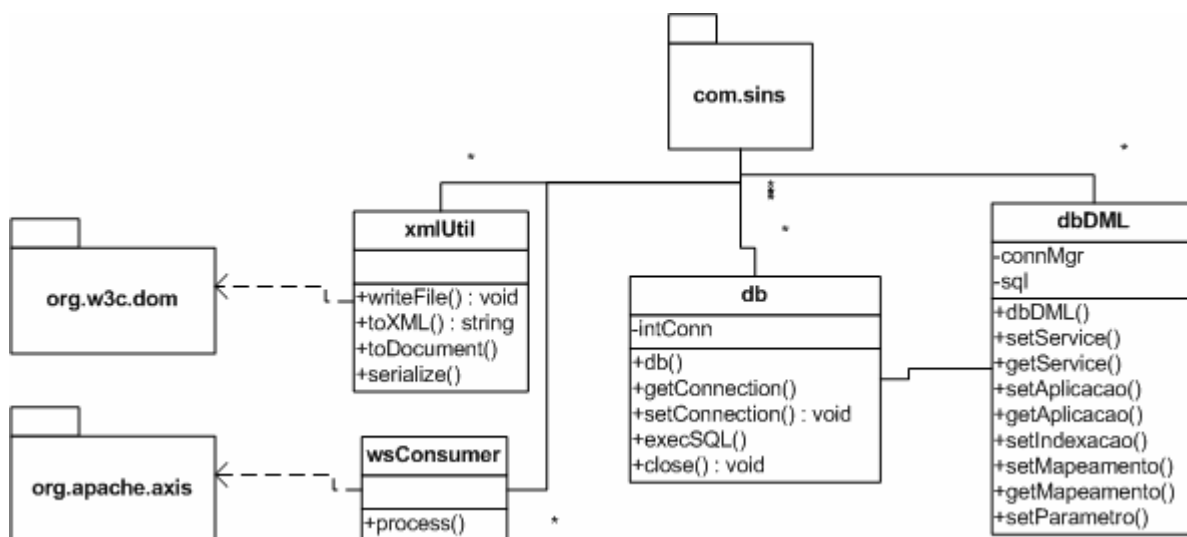 com.sins
*
*
*
*
xmlUtil
+writeFile() : void
+toXML() : string
+toDocument()
+serialize()
org.w3c.dom
dbDML
-connMgr
-sql
+dbDML()
+setService()
+getService()
+setAplicacao()
+getAplicacao()
+setIndexacao()
+setMapeamento()
+getMapeamento()
+setParametro()
db
-intConn
+db()
+getConnection()
+setConnection() : void
+execSQL()
+close() : void
wsConsumer
+process()
*
org.apache.axis